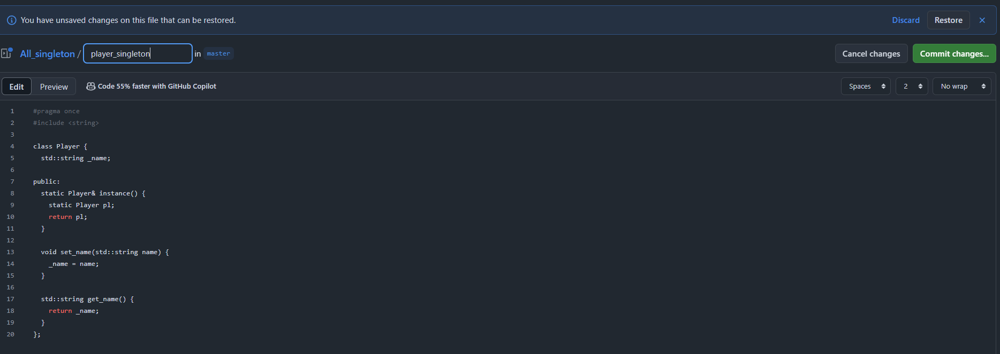 You have unsaved changes on this file that can be restored. Discard Restore
All_singleton / player_singleton in master Cancel changes Commit changes...
Edit Preview Code 55% faster with GitHub Copilot Spaces 2 No wrap
1 #pragma once
2 #include <string>
3
4 class Player {
5   std::string _name;
6
7 public:
8   static Player& instance() {
9     static Player pl;
10     return pl;
11   }
12
13   void set_name(std::string name) {
14     _name = name;
15   }
16
17   std::string get_name() {
18     return _name;
19   }
20 };